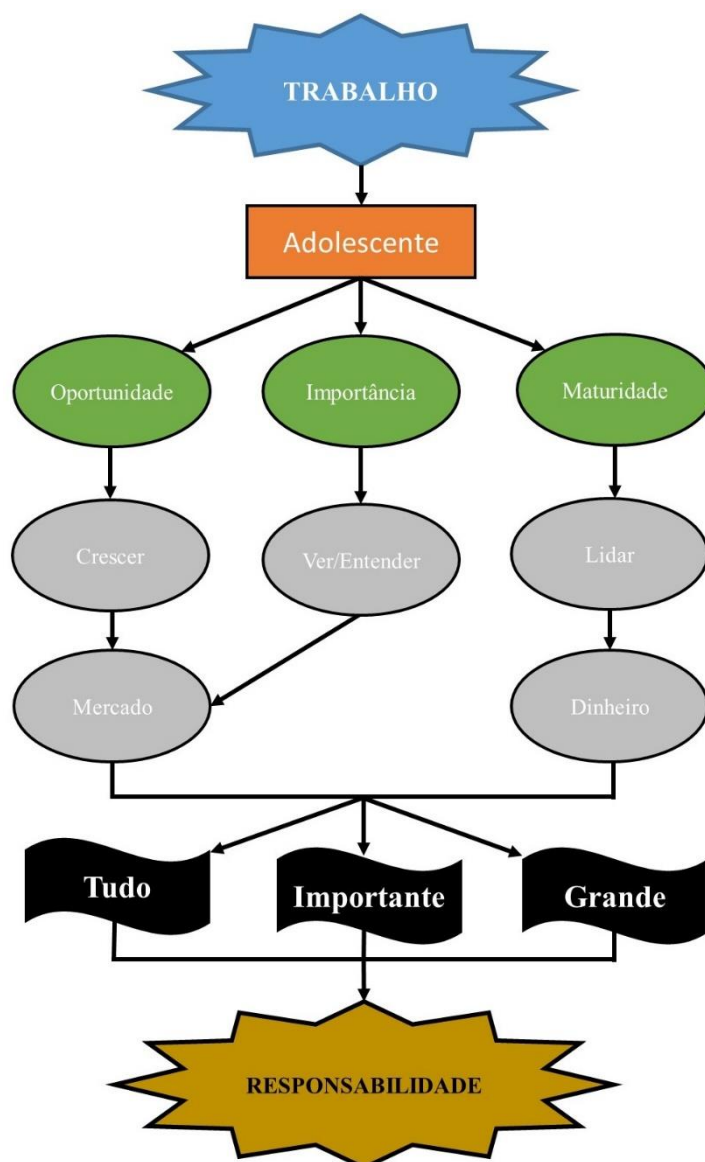 TRABALHO
Adolescente
Oportunidade
Importância
Maturidade
Crescer
Ver/Entender
Lidar
Mercado
Dinheiro
Tudo
Importante
Grande
RESPONSABILIDADE